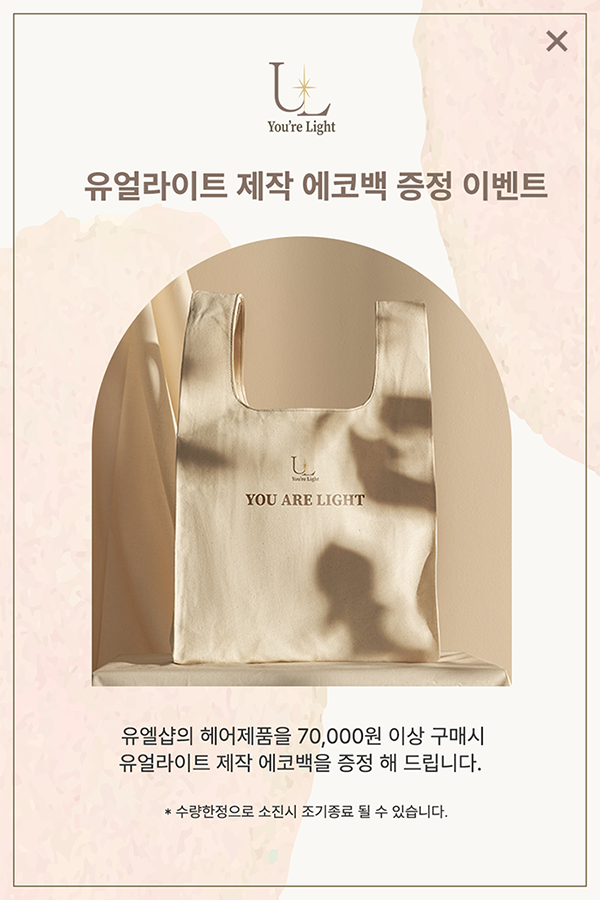 UL
You're Light
유얼라이트 제작 에코백 증정 이벤트
UL
You're Light
YOU ARE LIGHT
유엘샵의 헤어제품을 70,000원 이상 구매시
유얼라이트 제작 에코백을 증정 해 드립니다.
* 수량한정으로 소진시 조기종료 될 수 있습니다.